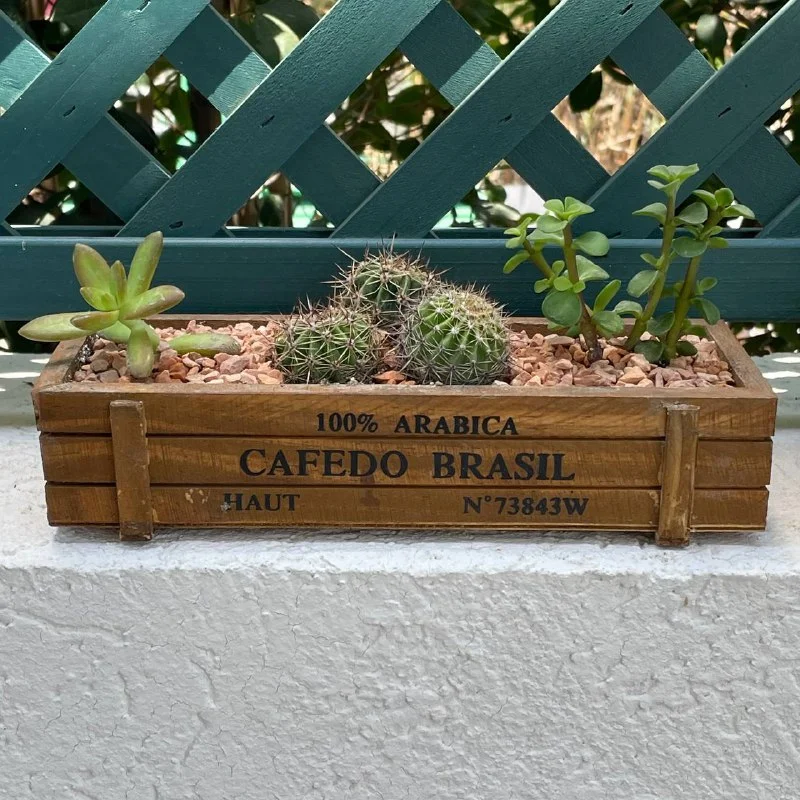 100% ARABICA
CAFEDO BRASIL
HAUT N°73843W